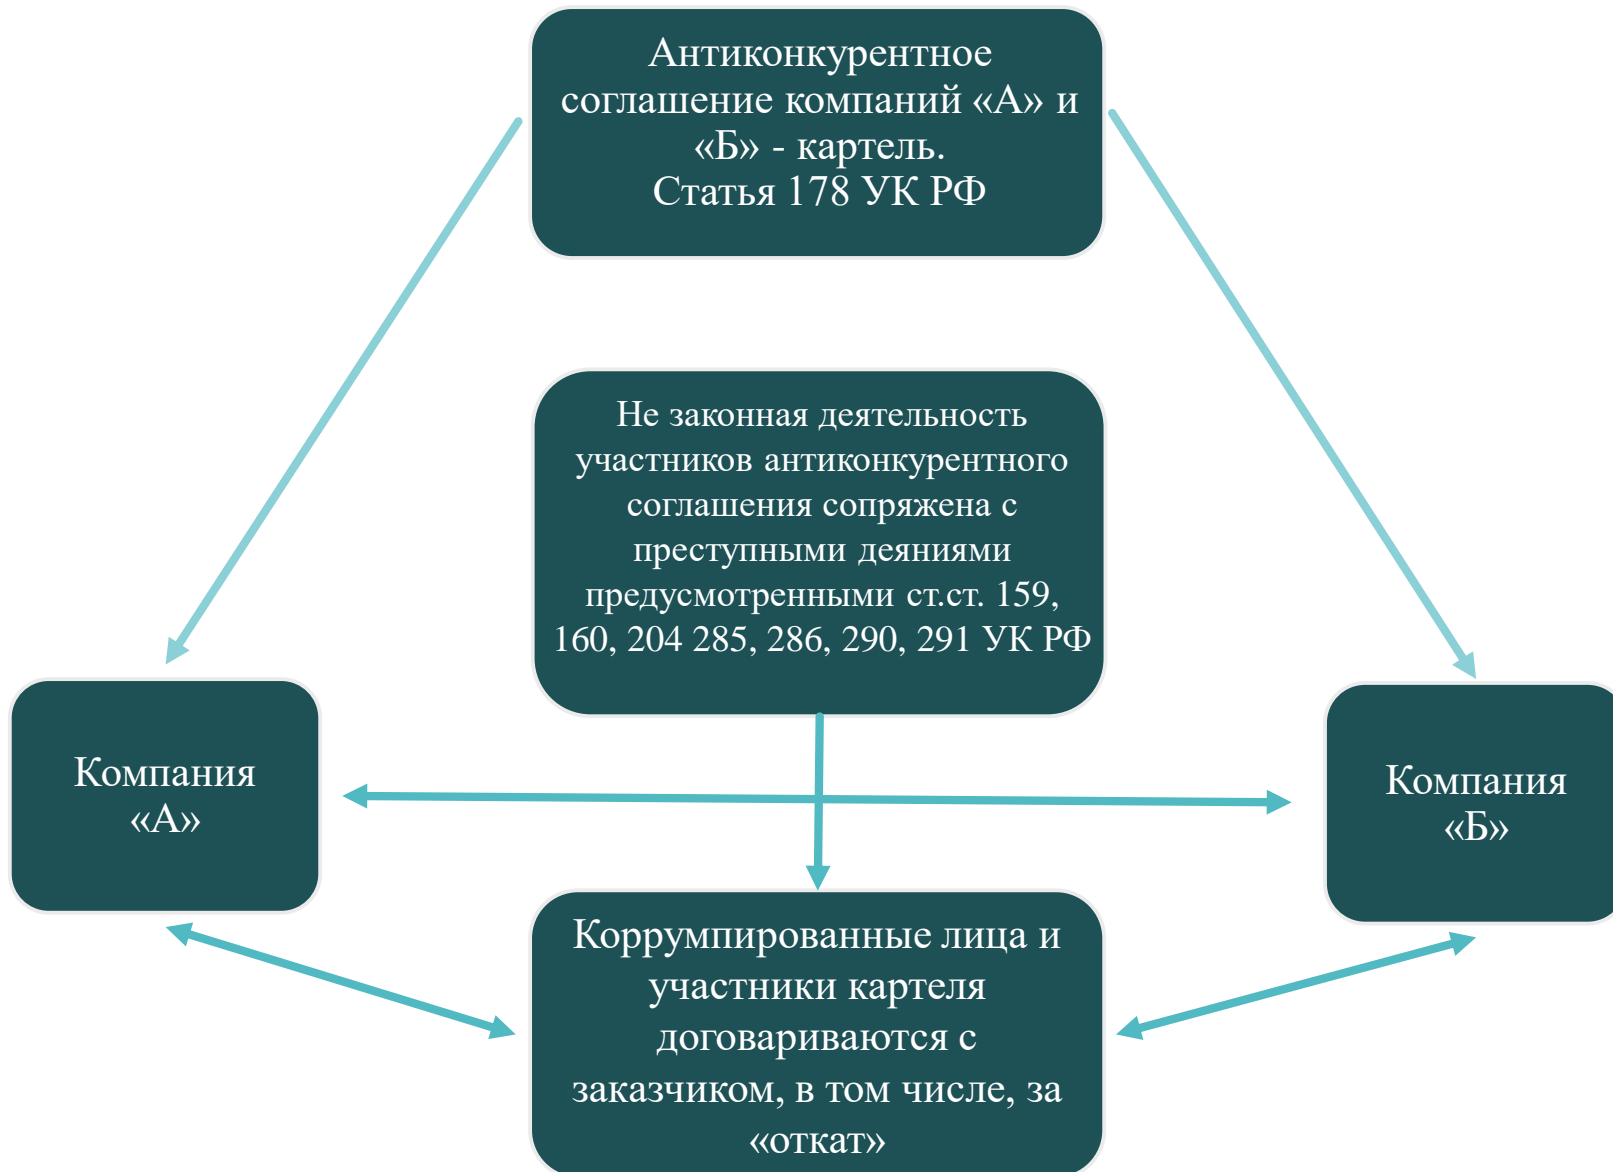 Антиконкурентное
соглашение компаний «А» и
«Б» - картель.
Статья 178 УК РФ
Не законная деятельность
участников антиконкурентного
соглашения сопряжена с
преступными деяниями
предусмотренными ст.ст. 159,
160, 204 285, 286, 290, 291 УК РФ
Компания
«А»
Компания
«Б»
Коррумпированные лица и
участники картеля
договариваются с
заказчиком, в том числе, за
«откат»